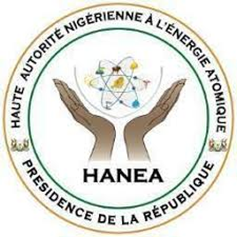 HAUTE AUTORITÉ NIGÉRIENNE À L'ÉNERGIE ATOMIQUE
HANEA
PRESIDENCE DE LA RÉPUBLIQUE